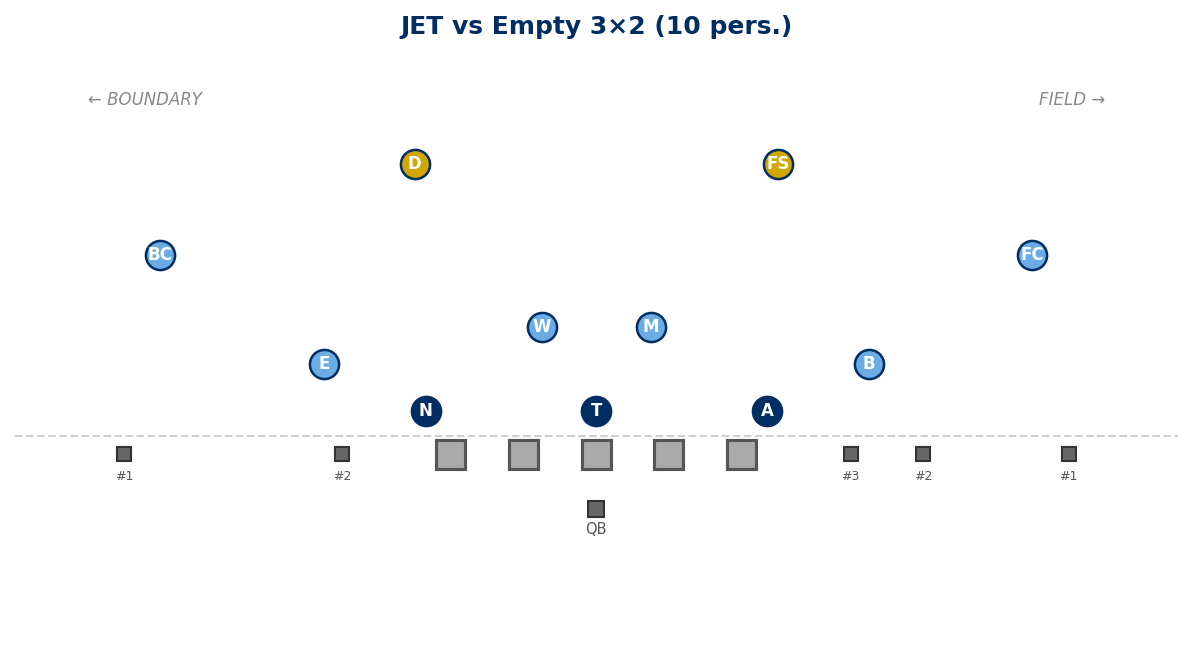 JET vs Empty 3×2 (10 pers.)
← BOUNDARY
FIELD →
D
FS
BC
FC
W
M
E
B
N
T
A
#1
#2
#3
#2
#1
QB